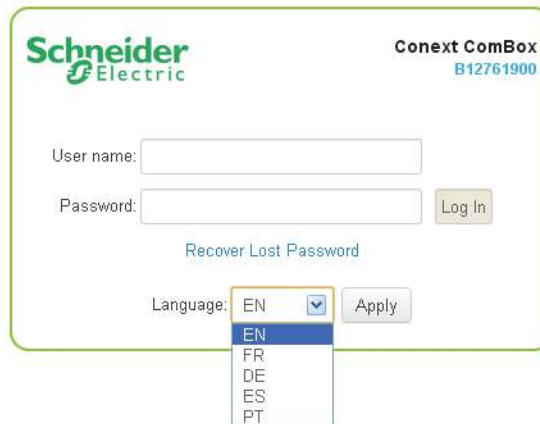 Schneider
Electric
Conext ComBox
B12761900
User name:
Password:
Log In
Recover Lost Password
Language:
EN
Apply
EN
FR
DE
ES
PT